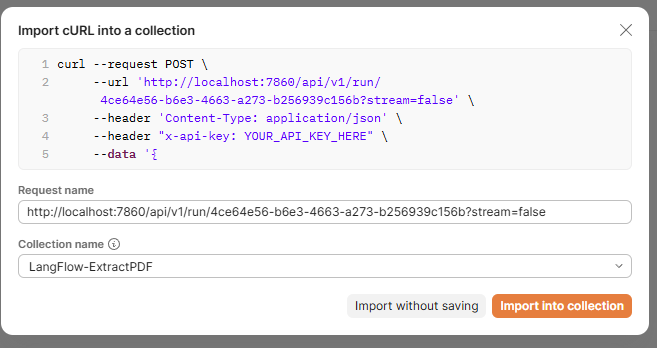 Import cURL into a collection
1 curl --request POST \
2 --url 'http://localhost:7860/api/v1/run/
4ce64e56-b6e3-4663-a273-b256939c156b?stream=false' \
3 --header 'Content-Type: application/json' \
4 --header "x-api-key: YOUR_API_KEY_HERE" \
5 --data '{
Request name
http://localhost:7860/api/v1/run/4ce64e56-b6e3-4663-a273-b256939c156b?stream=false
Collection name
LangFlow-ExtractPDF
Import without saving Import into collection